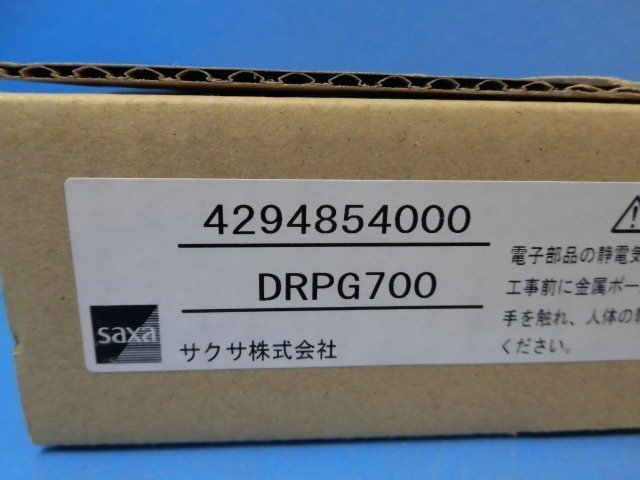 4294854000
DRPG700
saxa
サクサ株式会社
電子部品の静電気
工事前に金属ポー
手を触れ、人体の
ください。